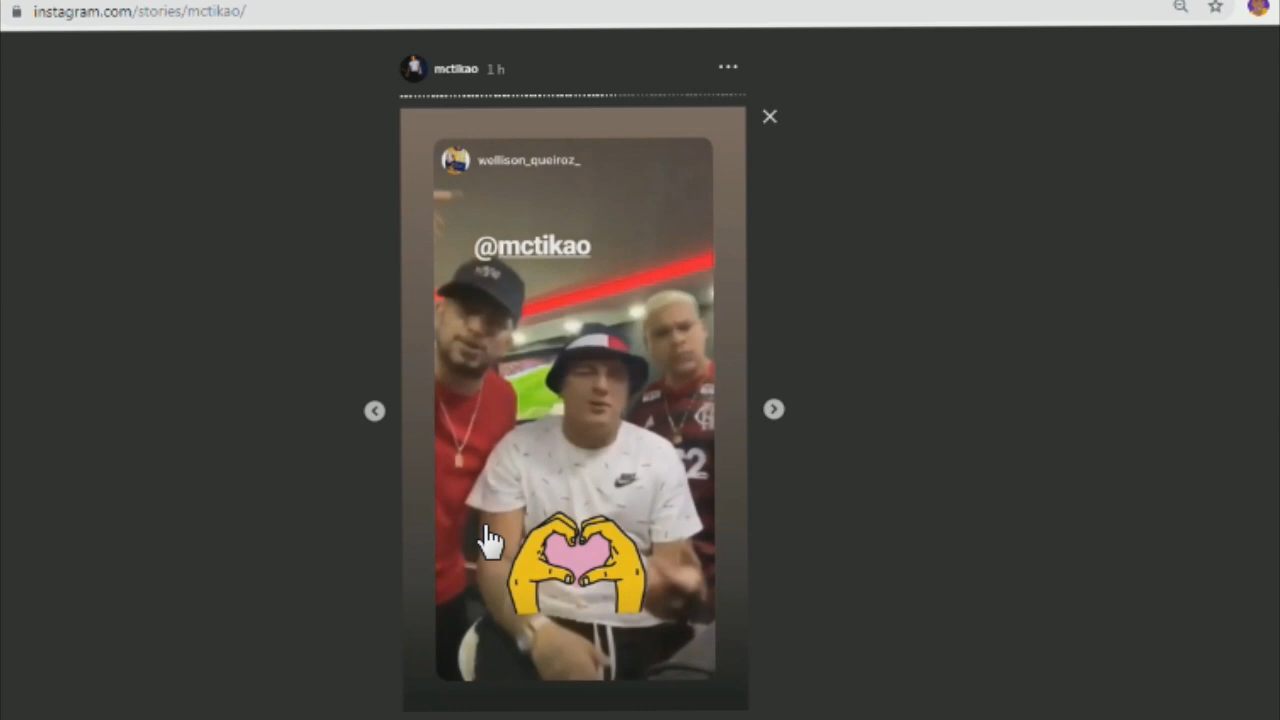 instagram.com/stories/mctikao/
mctikao 1 h
wellison_queiroz_
@mctikao